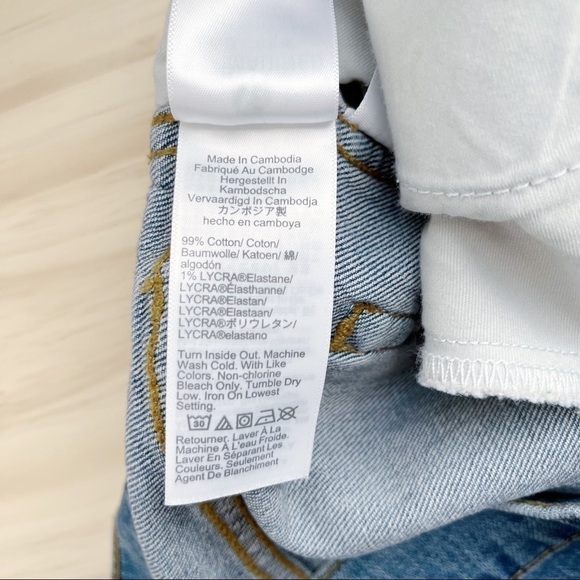 Made In Cambodia
Fabriqué Au Cambodge
Hergestellt In
Kambodscha
Vervaardigd In Cambodja
カンボジア製
hecho en camboya
99% Cotton/ Coton/
Baumwolle/ Katoen/ 綿/
algodón
1% LYCRA®Elastane/
LYCRA®Élasthanne/
LYCRA®Elastan/
LYCRA®Elastaan/
LYCRA®ポリウレタン/
LYCRA®elastano
Turn Inside Out. Machine
Wash Cold. With Like
Colors. Non-chlorine
Bleach Only. Tumble Dry
Low. Iron On Lowest
Setting.
30
Retourner. Laver À La
Machine À L'eau Froide.
Laver En Séparant Les
Couleurs. Seulement
Agent De Blanchiment